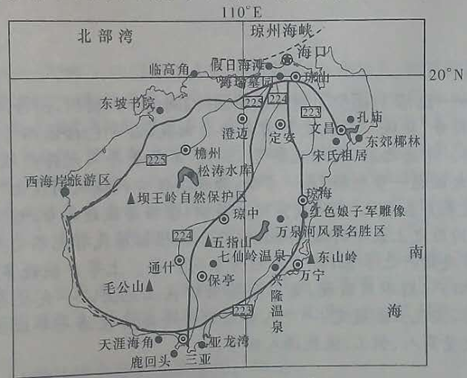 110°E
北部湾
琼州海峡
假日海滩
海口
临高角
海瑞墓园
琼山
20°N
225
224
东坡书院
澄迈
223
孔庙
文昌
定安
东郊椰林
225
儋州
宋氏祖居
松涛水库
西海岸旅游区
坝王岭自然保护区
琼海
红色娘子军雕像
琼中
万泉河风景名胜区
224
五指山
南
七仙岭温泉
东山岭
通什
万宁
保亭
毛公山
兴隆温泉
海
223
天涯海角
亚龙湾
鹿回头
三亚